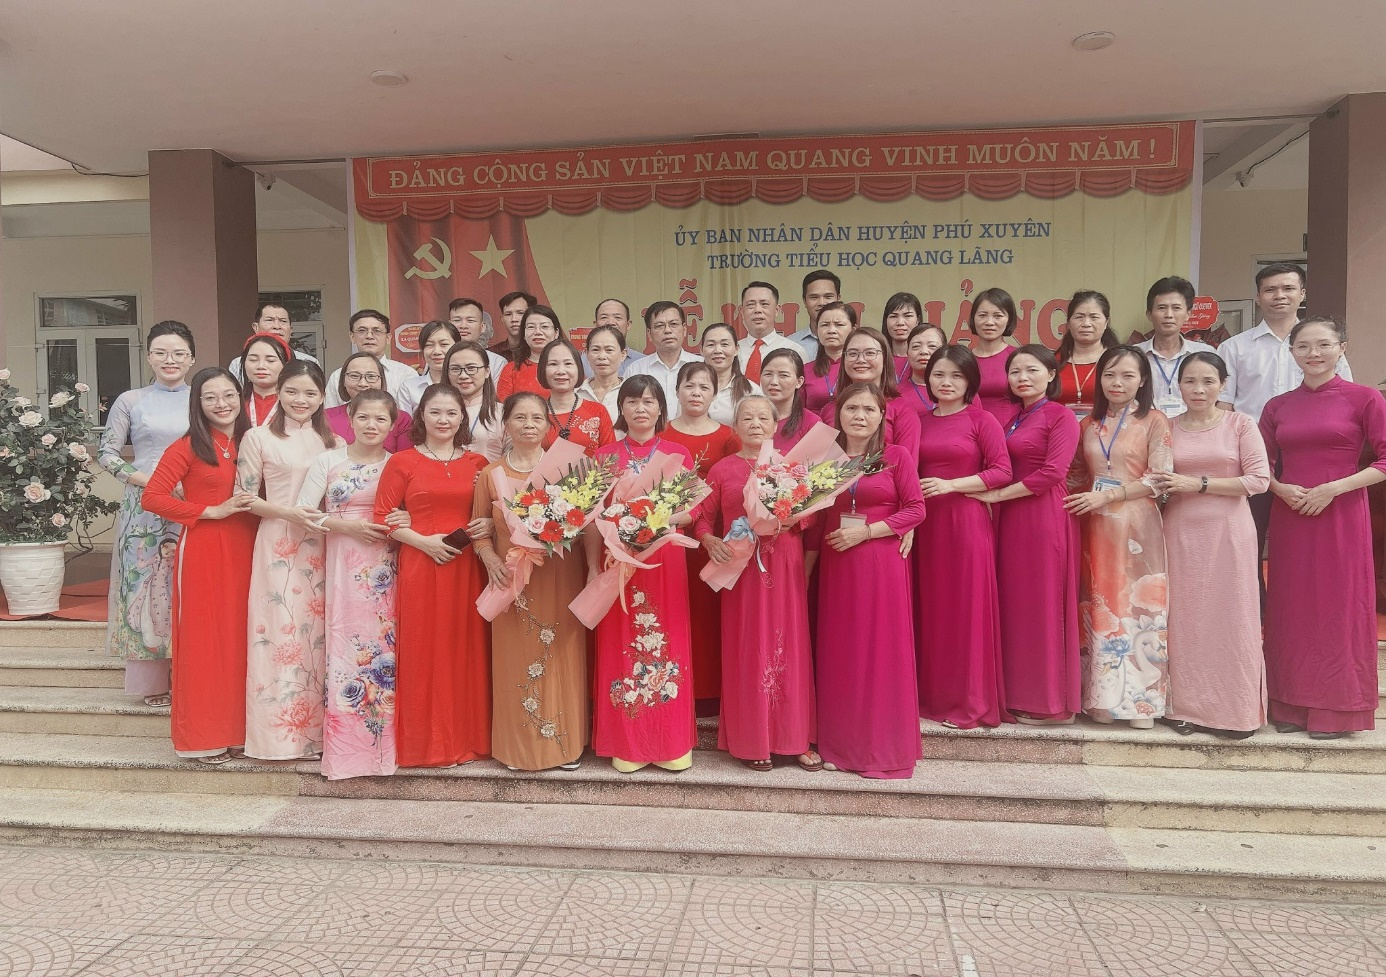 ĐẢNG CỘNG SẢN VIỆT NAM QUANG VINH MUÔN NĂM !
ỦY BAN NHÂN DÂN HUYỆN PHÚ XUYÊN
TRƯỜNG TIỂU HỌC QUANG LÃNG
GIẢNG